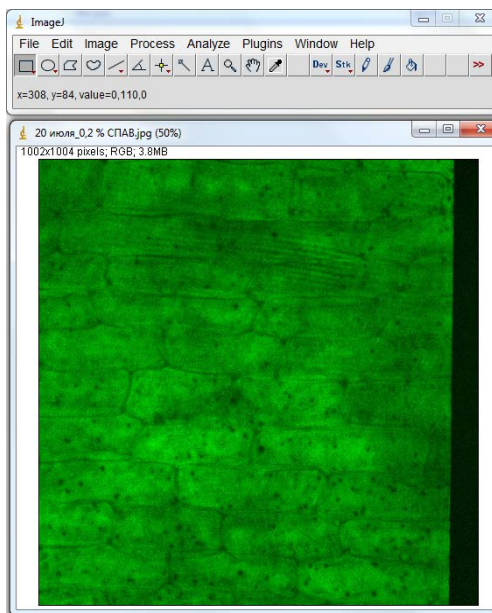 ImageJ
File Edit Image Process Analyze Plugins Window Help
A Dev Stk >>
x=308, y=84, value=0,110,0
20 июля_0,2 % СПАВ.jpg (50%)
1002x1004 pixels; RGB; 3.8MB